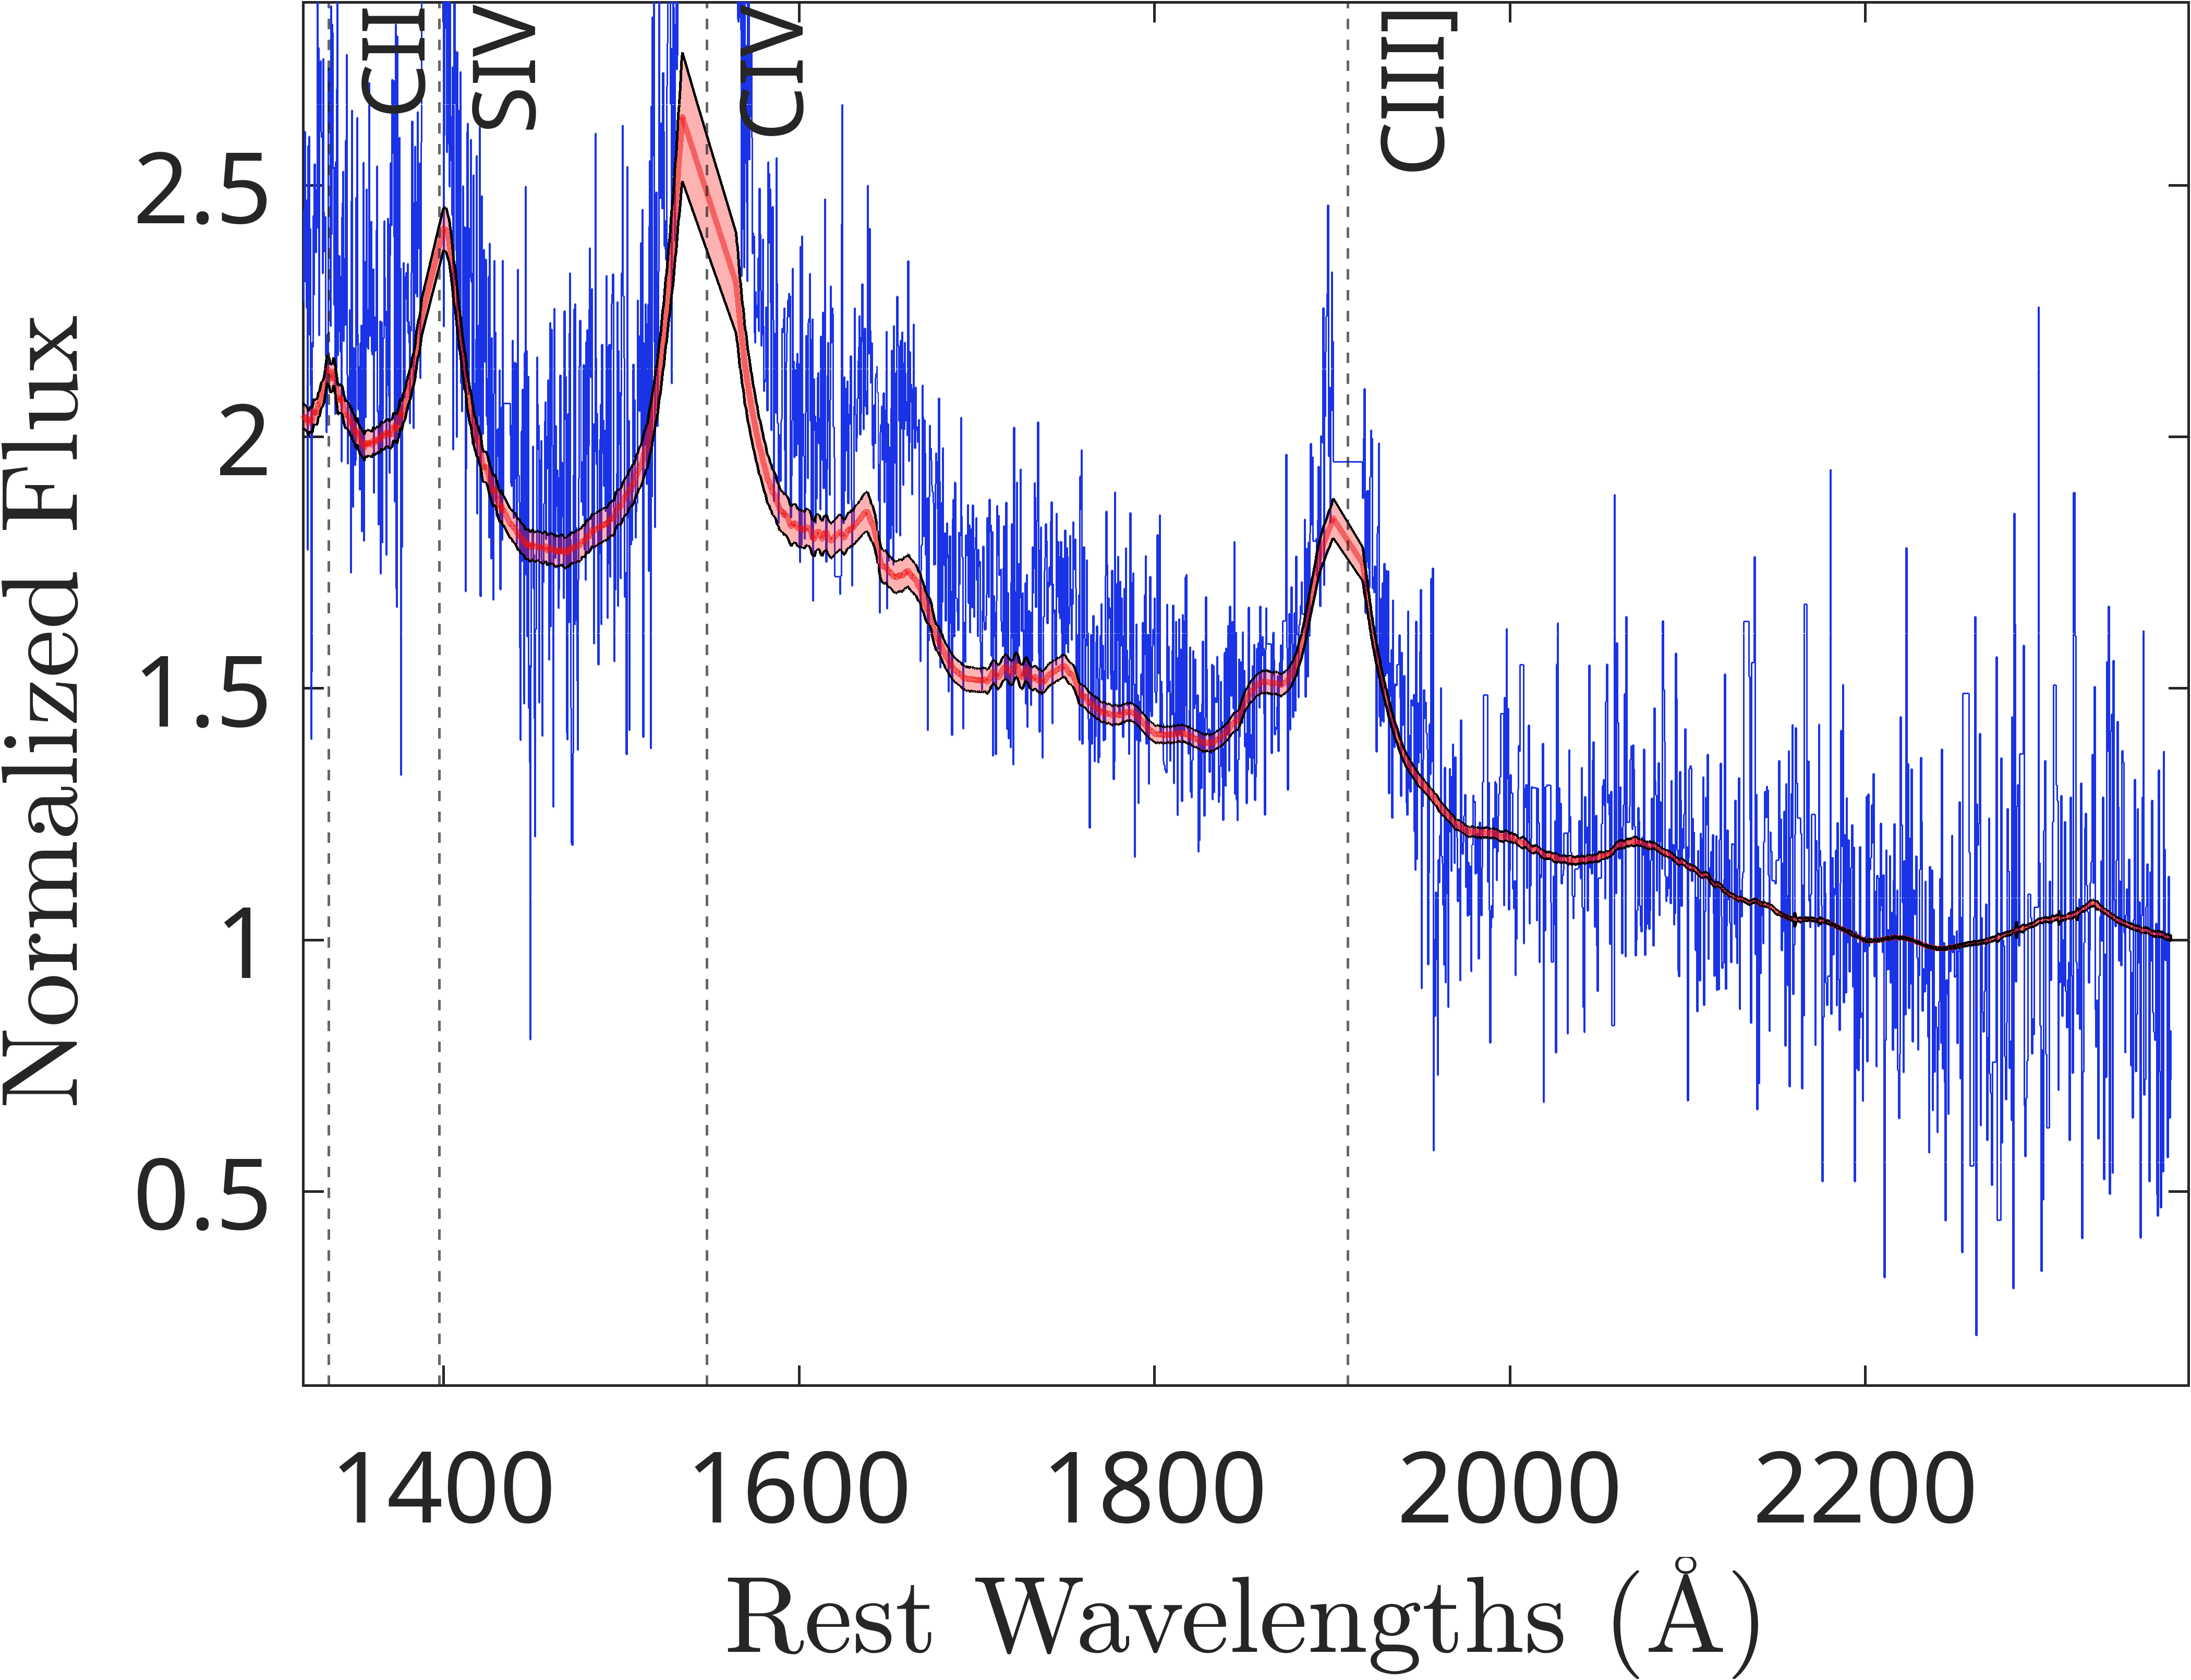 CII
SIV
CIV
CIII]
Normalized Flux
2.5
2
1.5
1
0.5
1400
1600
1800
2000
2200
Rest Wavelengths (Å)